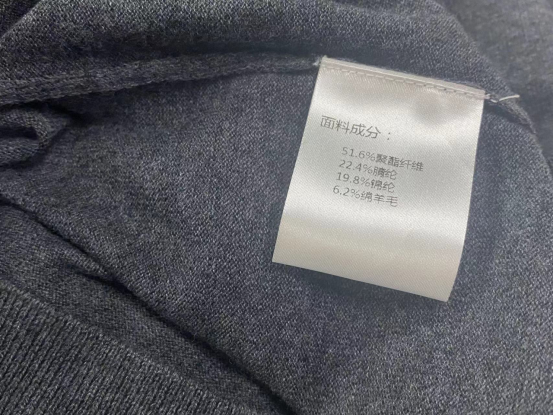 面料成分：
51.6%聚酯纤维
22.4%腈纶
19.8%锦纶
6.2%绵羊毛